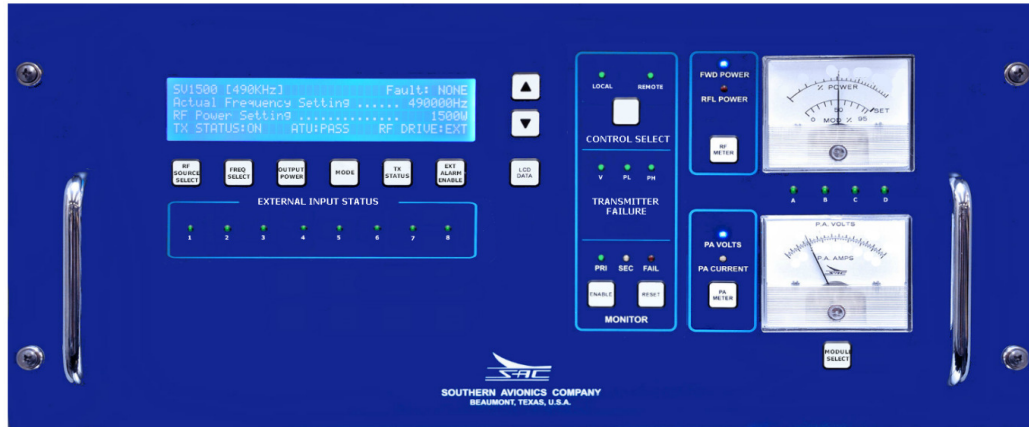 SV1500 [490KHz] Fault: NONE
Actual Frequency Setting ...... 490000Hz
RF Power Setting .............. 1500W
TX STATUS:ON ATU:PASS RF DRIVE:EXT
RF SOURCE SELECT
FREQ SELECT
OUTPUT POWER
MODE
TX STATUS
EXT ALARM ENABLE
LCD DATA
EXTERNAL INPUT STATUS
1 2 3 4 5 6 7 8
LOCAL REMOTE
CONTROL SELECT
V PL PH
TRANSMITTER
FAILURE
PRI SEC FAIL
ENABLE RESET
MONITOR
FWD POWER
RFL POWER
RF METER
% POWER
50 SET
0 MOD % 95
A B C D
PA VOLTS
PA CURRENT
PA METER
P.A. VOLTS
P.A. AMPS
MODULE SELECT
SAC
SOUTHERN AVIONICS COMPANY
BEAUMONT, TEXAS, U.S.A.